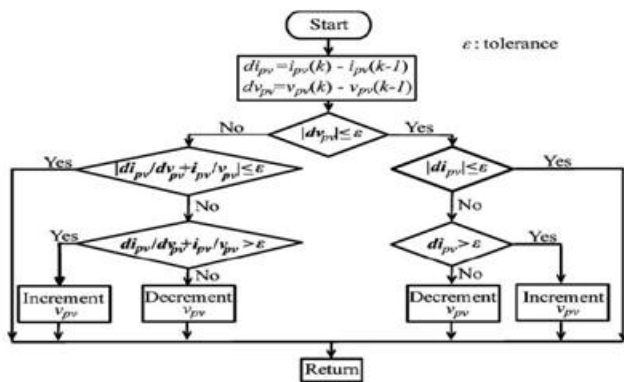 Start
ε: tolerance
di_pv=i_pv(k) - i_pv(k-1)
dv_pv=v_pv(k) - v_pv(k-1)
No
|dv_pv|≤ε
Yes
Yes
|di_pv/dv_pv+i_pv/v_pv|≤ε
|di_pv|≤ε
Yes
No
No
Yes
di_pv/dv_pv+i_pv/v_pv>ε
di_pv>ε
Yes
No
No
Increment
v_pv
Decrement
v_pv
Decrement
v_pv
Increment
v_pv
Return